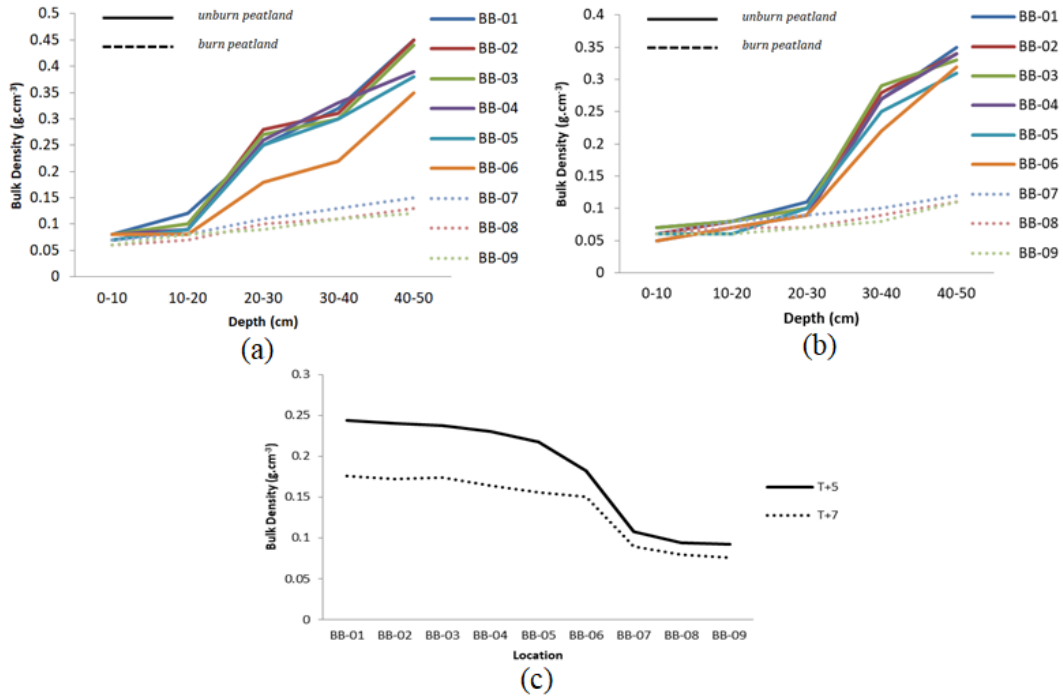 0.5
0.45
0.4
0.35
0.3
0.25
0.2
0.15
0.1
0.05
0
Bulk Density (g.cm⁻³)
unburn peatland
burn peatland
0-10
10-20
20-30
30-40
40-50
Depth (cm)
BB-01
BB-02
BB-03
BB-04
BB-05
BB-06
BB-07
BB-08
BB-09
(a)
0.4
0.35
0.3
0.25
0.2
0.15
0.1
0.05
0
Bulk Density (g.cm⁻³)
unburn peatland
burn peatland
0-10
10-20
20-30
30-40
40-50
Depth (cm)
BB-01
BB-02
BB-03
BB-04
BB-05
BB-06
BB-07
BB-08
BB-09
(b)
0.3
0.25
0.2
0.15
0.1
0.05
0
Bulk Density (g.cm⁻³)
BB-01 BB-02 BB-03 BB-04 BB-05 BB-06 BB-07 BB-08 BB-09
Location
T+5
T+7
(c)